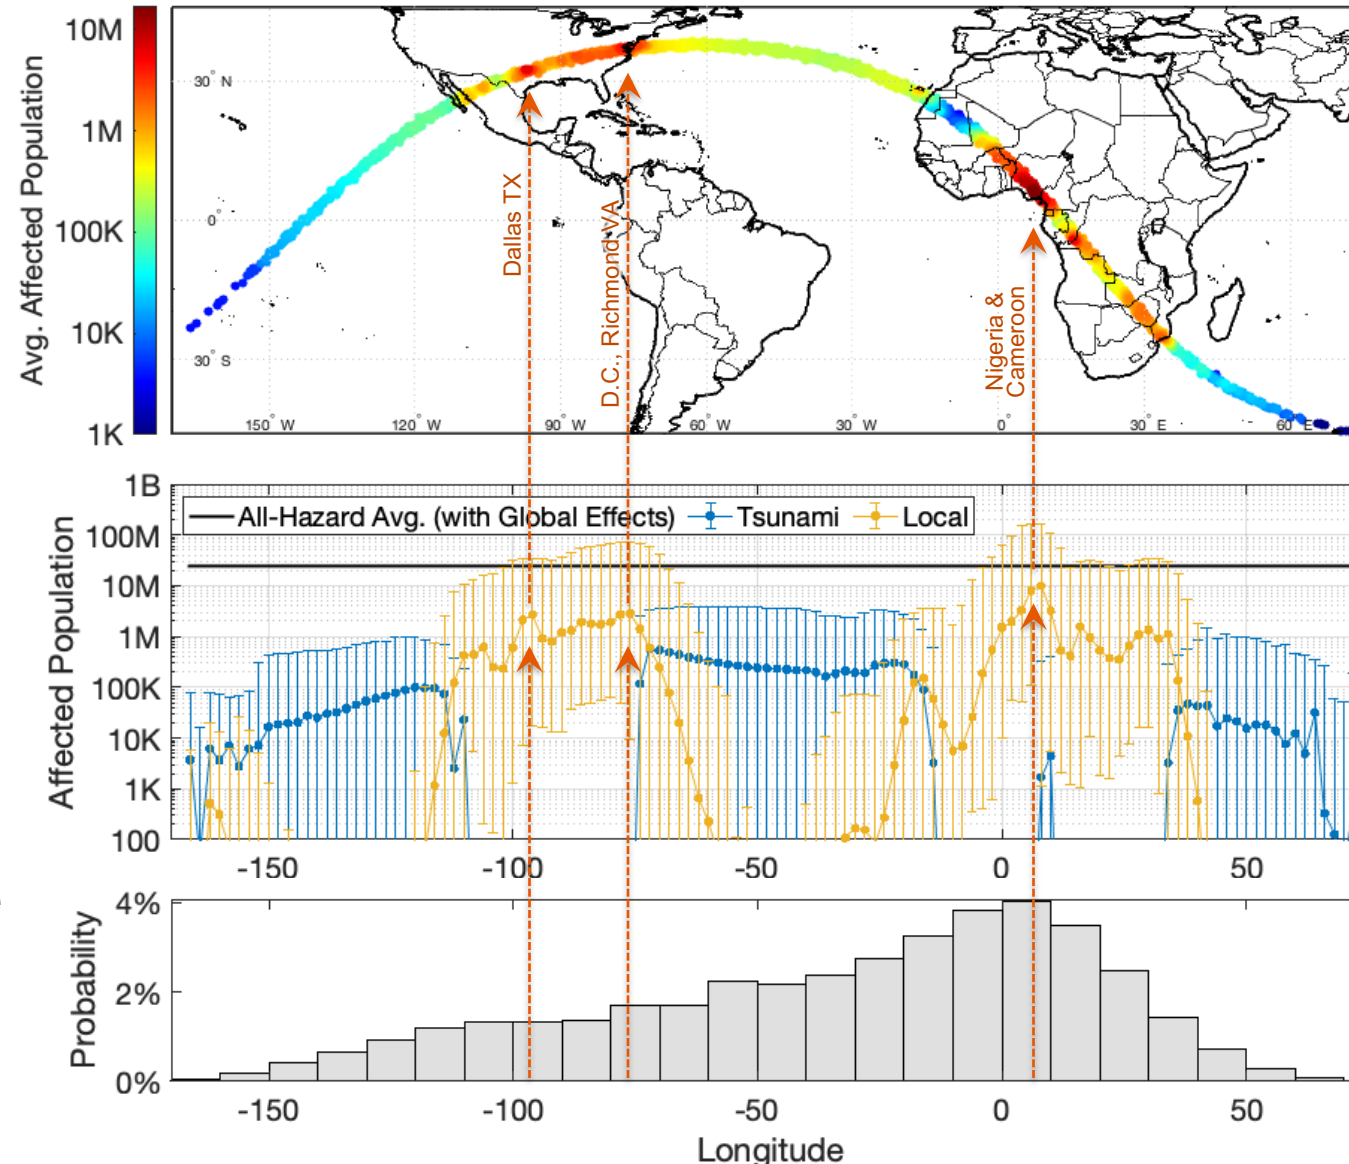 10M
1M
100K
10K
1K
Avg. Affected Population
30° N
0°
30° S
150° W
120° W
90° W
60° W
30° W
0°
30° E
60° E
Dallas TX
D.C., Richmond VA
Nigeria &
Cameroon
1B
100M
10M
1M
100K
10K
1K
100
Affected Population
All-Hazard Avg. (with Global Effects)
Tsunami
Local
-150
-100
-50
0
50
4%
2%
0%
Probability
-150
-100
-50
0
50
Longitude